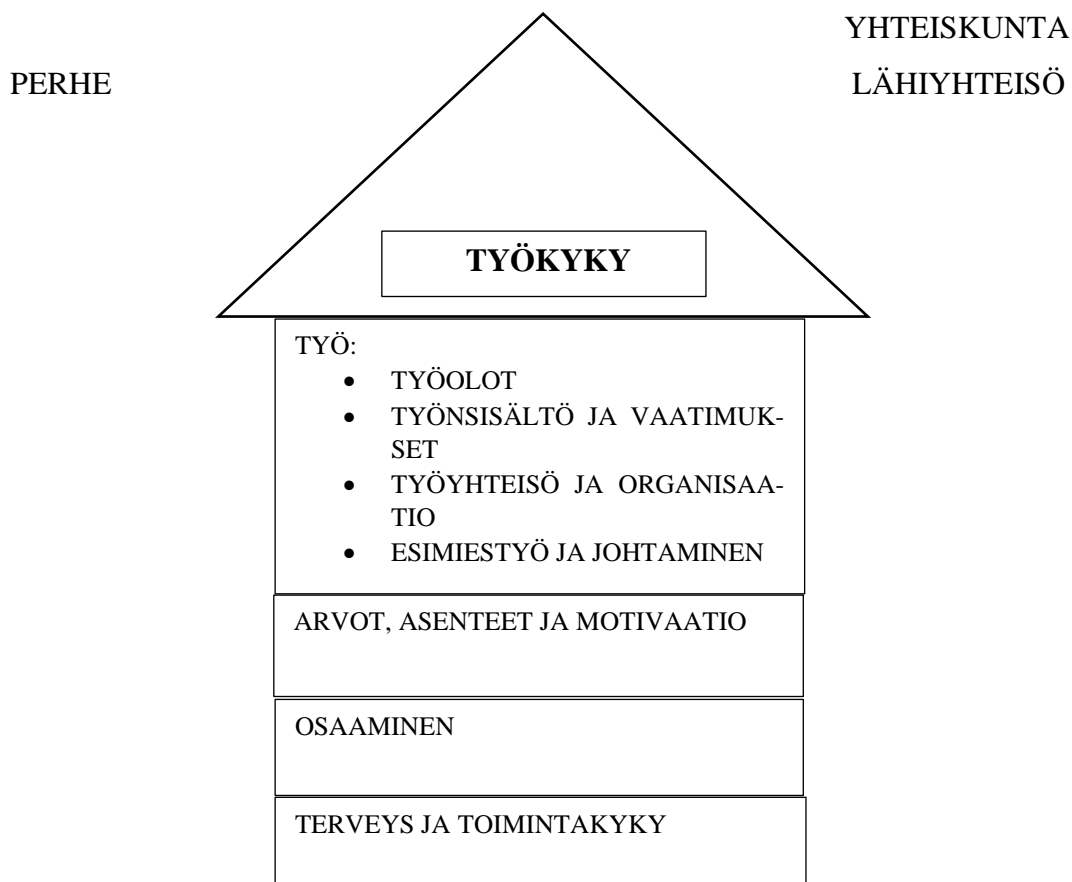 YHTEISKUNTA
PERHE
LÄHIYHTEISÖ
TYÖKYKY
TYÖ:
• TYÖOLOT
• TYÖNSISÄLTÖ JA VAATIMUK-
SET
• TYÖYHTEISÖ JA ORGANISAA-
TIO
• ESIMIESTYÖ JA JOHTAMINEN
ARVOT, ASENTEET JA MOTIVAATIO
OSAAMINEN
TERVEYS JA TOIMINTAKYKY